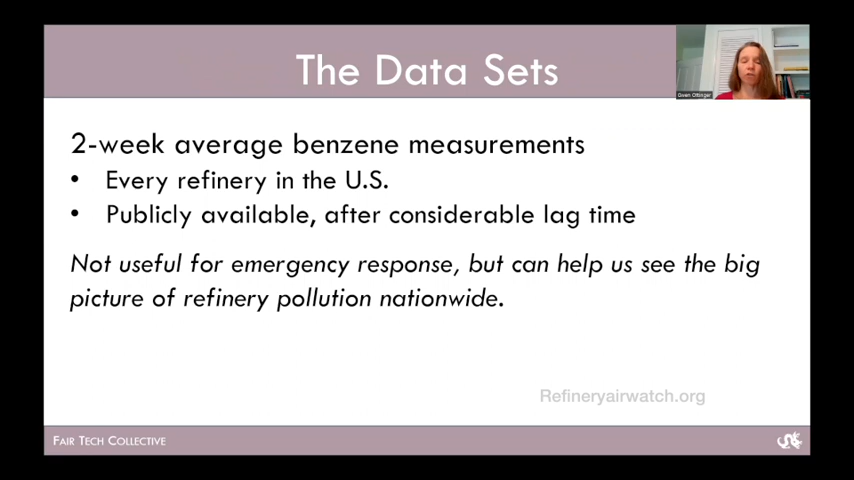 The Data Sets
Gwen Ottinger
2-week average benzene measurements
• Every refinery in the U.S.
• Publicly available, after considerable lag time
Not useful for emergency response, but can help us see the big
picture of refinery pollution nationwide.
Refineryairwatch.org
FAIR TECH COLLECTIVE